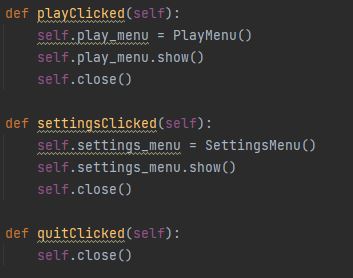 def playClicked(self):
    self.play_menu = PlayMenu()
    self.play_menu.show()
    self.close()
def settingsClicked(self):
    self.settings_menu = SettingsMenu()
    self.settings_menu.show()
    self.close()
def quitClicked(self):
    self.close()